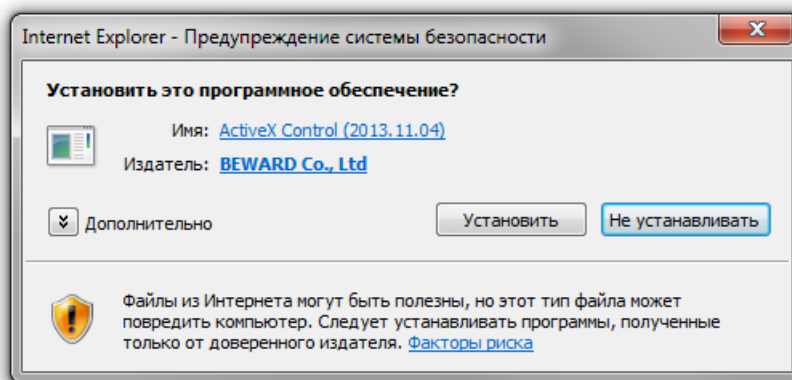 Internet Explorer - Предупреждение системы безопасности
Установить это программное обеспечение?
Имя: ActiveX Control (2013.11.04)
Издатель: BEWARD Co., Ltd
Дополнительно
Установить
Не устанавливать
Файлы из Интернета могут быть полезны, но этот тип файла может
повредить компьютер. Следует устанавливать программы, полученные
только от доверенного издателя. Факторы риска